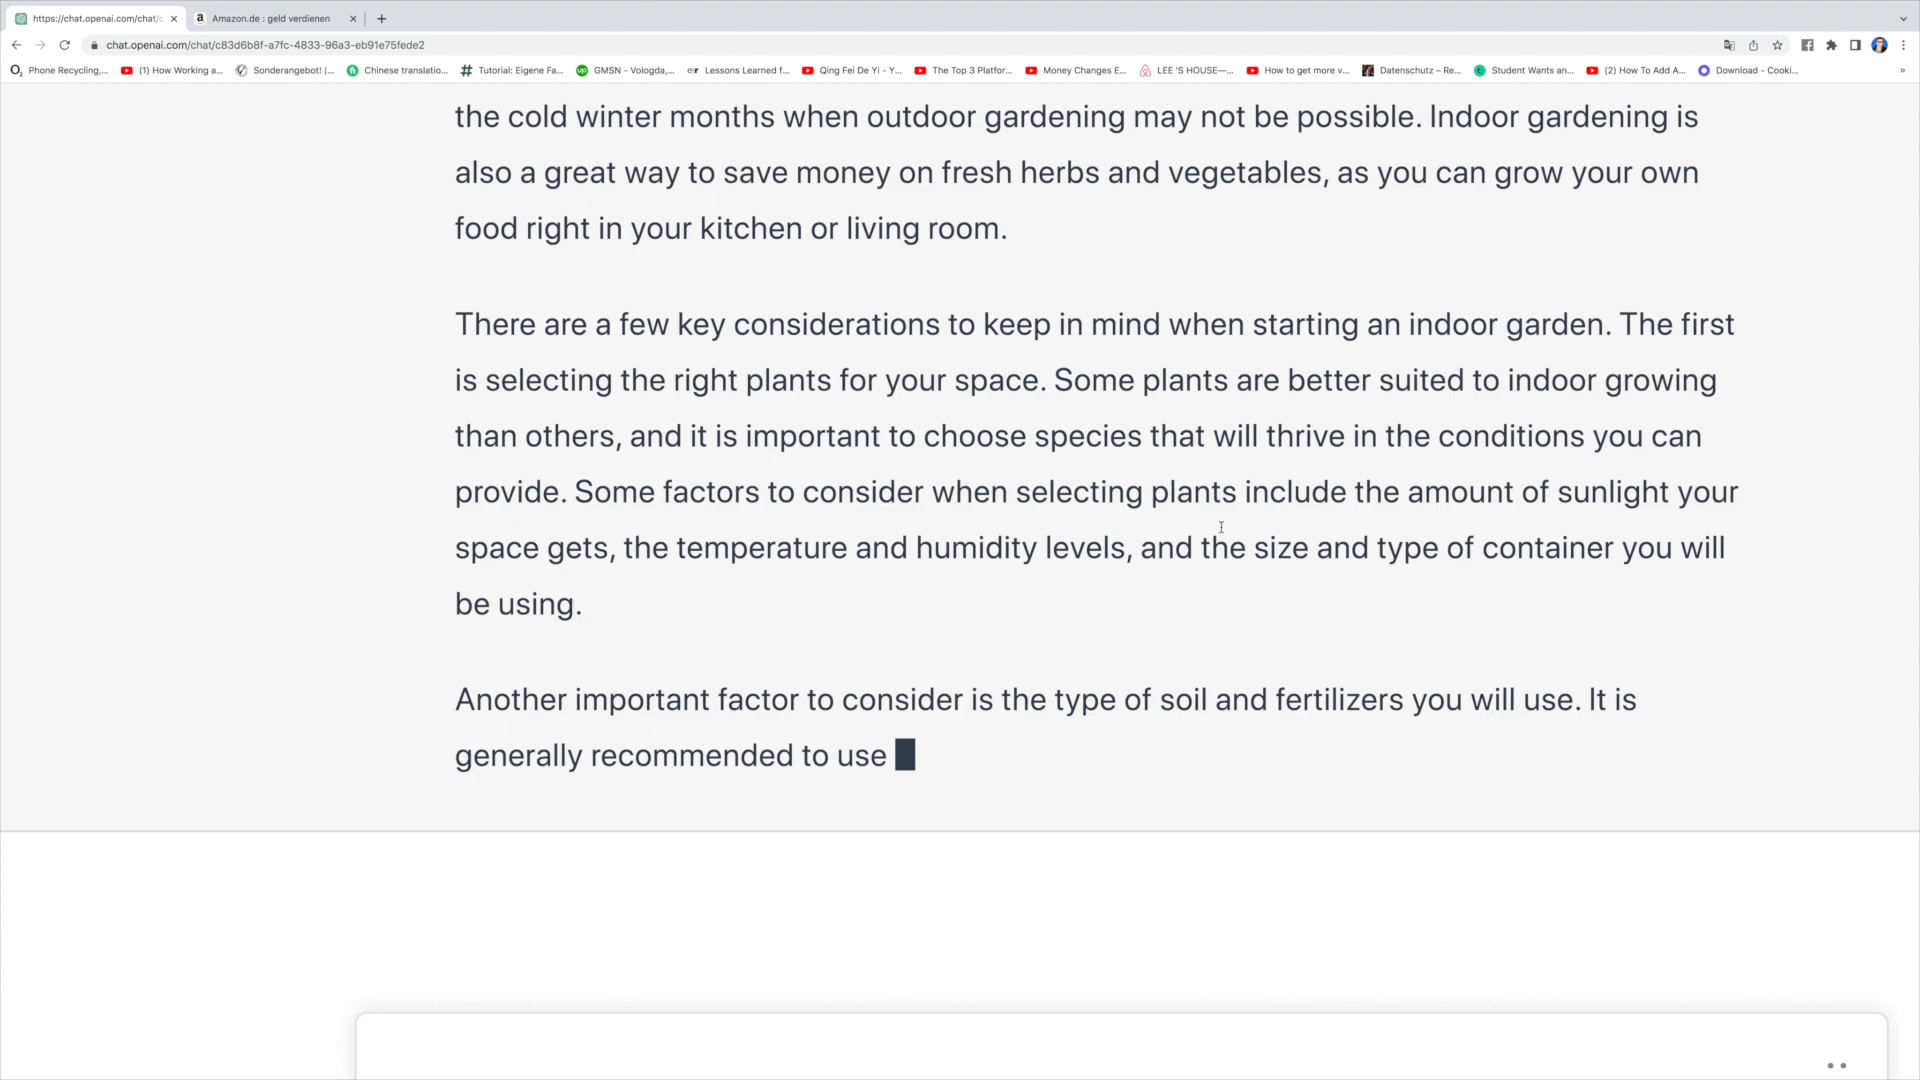 https://chat.openai.com/chat/c
Amazon.de : geld verdienen
chat.openai.com/chat/c83d6b8f-a7fc-4833-96a3-eb91e75fede2
Phone Recycling,...
(1) How Working a...
Sonderangebot! |...
Chinese translatio...
Tutorial: Eigene Fa...
GMSN - Vologda,...
Lessons Learned f...
Qing Fei De Yi - Y...
The Top 3 Platfor...
Money Changes E...
LEE 'S HOUSE—...
How to get more v...
Datenschutz – Re...
Student Wants an...
(2) How To Add A...
Download - Cooki...
the cold winter months when outdoor gardening may not be possible. Indoor gardening is
also a great way to save money on fresh herbs and vegetables, as you can grow your own
food right in your kitchen or living room.
There are a few key considerations to keep in mind when starting an indoor garden. The first
is selecting the right plants for your space. Some plants are better suited to indoor growing
than others, and it is important to choose species that will thrive in the conditions you can
provide. Some factors to consider when selecting plants include the amount of sunlight your
space gets, the temperature and humidity levels, and the size and type of container you will
be using.
Another important factor to consider is the type of soil and fertilizers you will use. It is
generally recommended to use